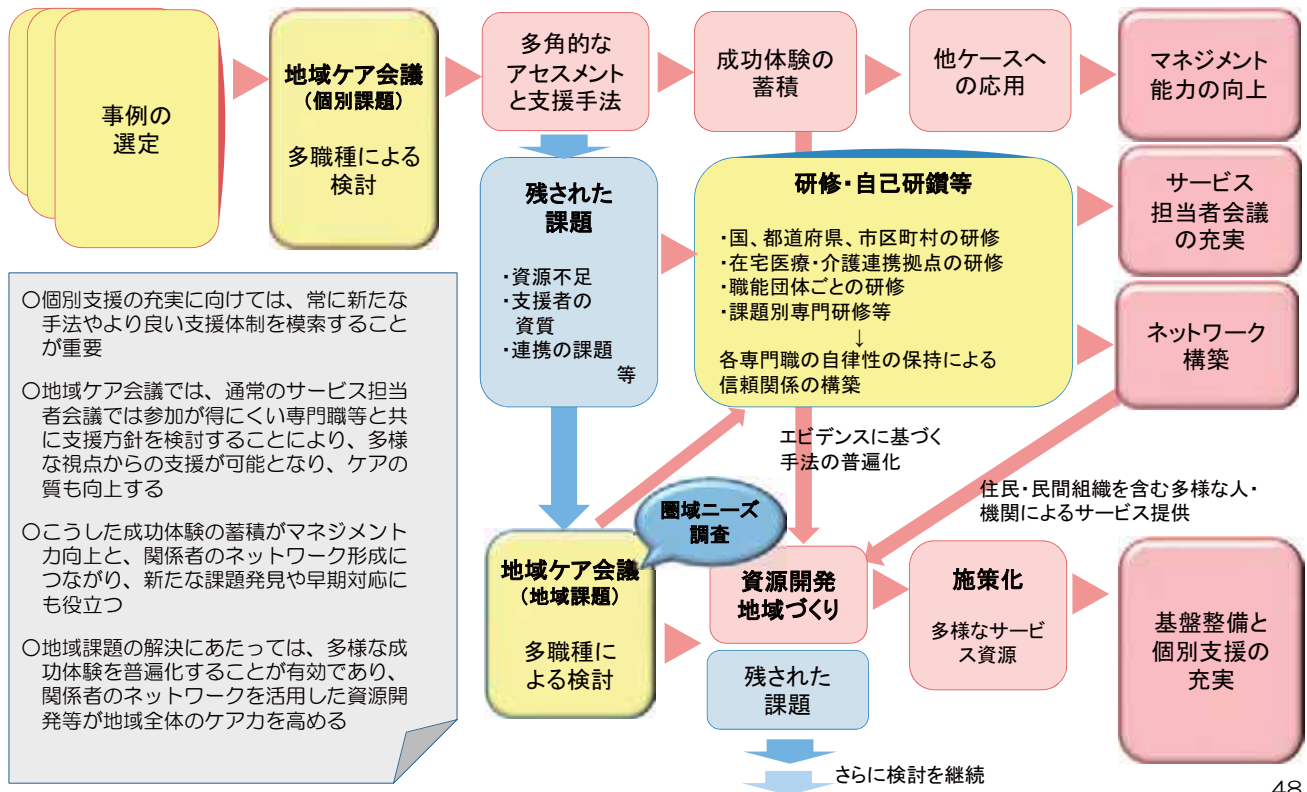 事例の
選定
地域ケア会議
(個別課題)
多職種による
検討
多角的な
アセスメント
と支援手法
成功体験の
蓄積
他ケースへ
の応用
マネジメント
能力の向上
残された
課題
・資源不足
・支援者の
資質
・連携の課題
等
研修・自己研鑽等
・国、都道府県、市区町村の研修
・在宅医療・介護連携拠点の研修
・職能団体ごとの研修
・課題別専門研修等
↓
各専門職の自律性の保持による
信頼関係の構築
サービス
担当者会議
の充実
ネットワーク
構築
○個別支援の充実に向けては、常に新たな
手法やより良い支援体制を模索すること
が重要
○地域ケア会議では、通常のサービス担当
者会議では参加が得にくい専門職等と共
に支援方針を検討することにより、多様
な視点からの支援が可能となり、ケアの
質も向上する
○こうした成功体験の蓄積がマネジメント
力向上と、関係者のネットワーク形成に
つながり、新たな課題発見や早期対応に
も役立つ
○地域課題の解決にあたっては、多様な成
功体験を普遍化することが有効であり、
関係者のネットワークを活用した資源開
発等が地域全体のケア力を高める
エビデンスに基づく
手法の普遍化
住民・民間組織を含む多様な人・
機関によるサービス提供
圏域ニーズ
調査
地域ケア会議
(地域課題)
多職種に
よる検討
資源開発
地域づくり
施策化
多様なサービ
ス資源
基盤整備と
個別支援の
充実
残された
課題
さらに検討を継続
48